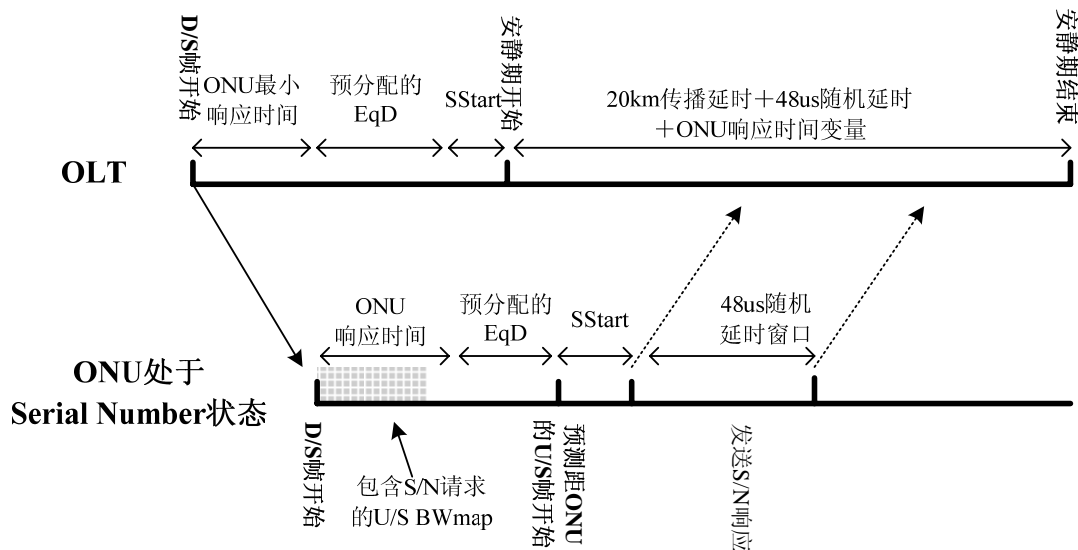 D/S帧开始
ONU最小
响应时间
预分配的
EqD
SStart
安静期开始
20km传播延时＋48us随机延时
＋ONU响应时间变量
安静期结束
OLT
ONU
响应时间
预分配的
EqD
SStart
48us随机
延时窗口
ONU处于
Serial Number状态
D/S帧开始
包含S/N请求
的U/S BWmap
预测距ONU
的U/S帧开始
发送S/N响应